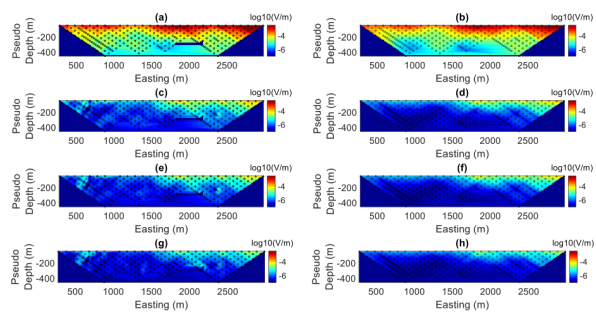 (a) log10(V/m) (b) log10(V/m)
Pseudo Depth (m) -200 -400 -4 -6 Pseudo Depth (m) -200 -400 -4 -6
500 1000 1500 2000 2500 500 1000 1500 2000 2500
Easting (m) Easting (m)
(c) log10(V/m) (d) log10(V/m)
Pseudo Depth (m) -200 -400 -4 -6 Pseudo Depth (m) -200 -400 -4 -6
500 1000 1500 2000 2500 500 1000 1500 2000 2500
Easting (m) Easting (m)
(e) log10(V/m) (f) log10(V/m)
Pseudo Depth (m) -200 -400 -4 -6 Pseudo Depth (m) -200 -400 -4 -6
500 1000 1500 2000 2500 500 1000 1500 2000 2500
Easting (m) Easting (m)
(g) log10(V/m) (h) log10(V/m)
Pseudo Depth (m) -200 -400 -4 -6 Pseudo Depth (m) -200 -400 -4 -6
500 1000 1500 2000 2500 500 1000 1500 2000 2500
Easting (m) Easting (m)